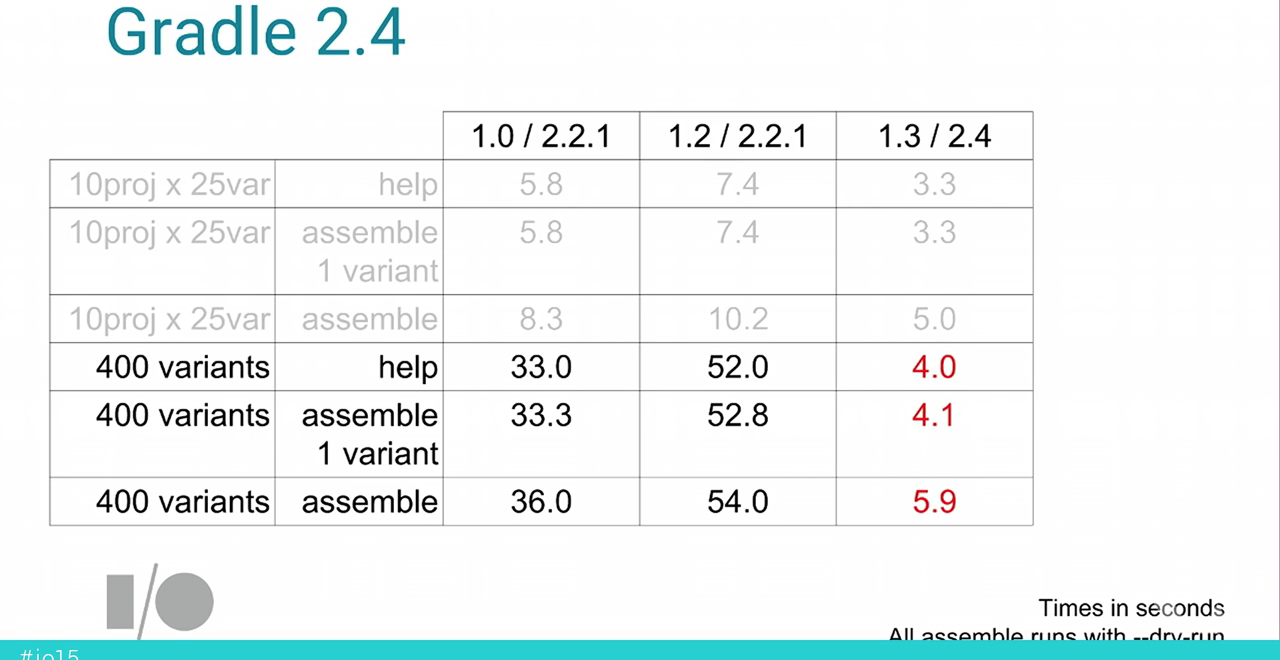 Gradle 2.4
1.0 / 2.2.1 1.2 / 2.2.1 1.3 / 2.4
10proj x 25var help 5.8 7.4 3.3
10proj x 25var assemble 5.8 7.4 3.3
1 variant
10proj x 25var assemble 8.3 10.2 5.0
400 variants help 33.0 52.0 4.0
400 variants assemble 33.3 52.8 4.1
1 variant
400 variants assemble 36.0 54.0 5.9
I/O
Times in seconds
All assemble runs with --dry-run
#io15